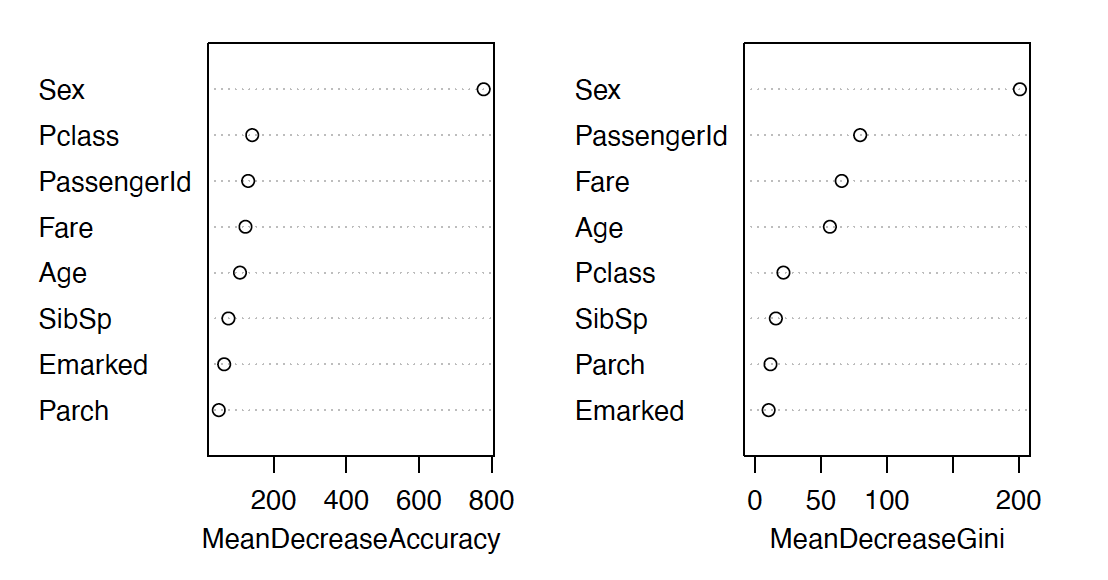 Sex
Pclass
PassengerId
Fare
Age
SibSp
Emarked
Parch
200 400 600 800
MeanDecreaseAccuracy
Sex
PassengerId
Fare
Age
Pclass
SibSp
Parch
Emarked
0 50 100 200
MeanDecreaseGini